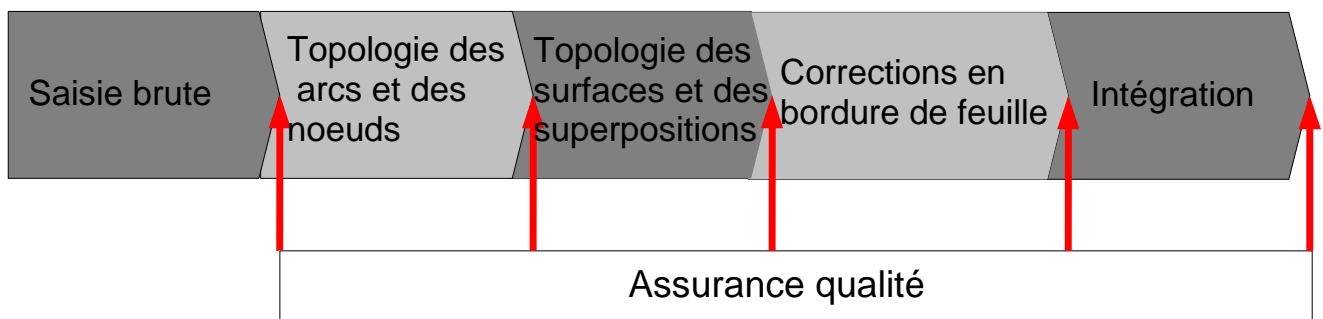 Saisie brute
Topologie des
arcs et des
noeuds
Topologie des
surfaces et des
superpositions
Corrections en
bordure de feuille
Intégration
Assurance qualité